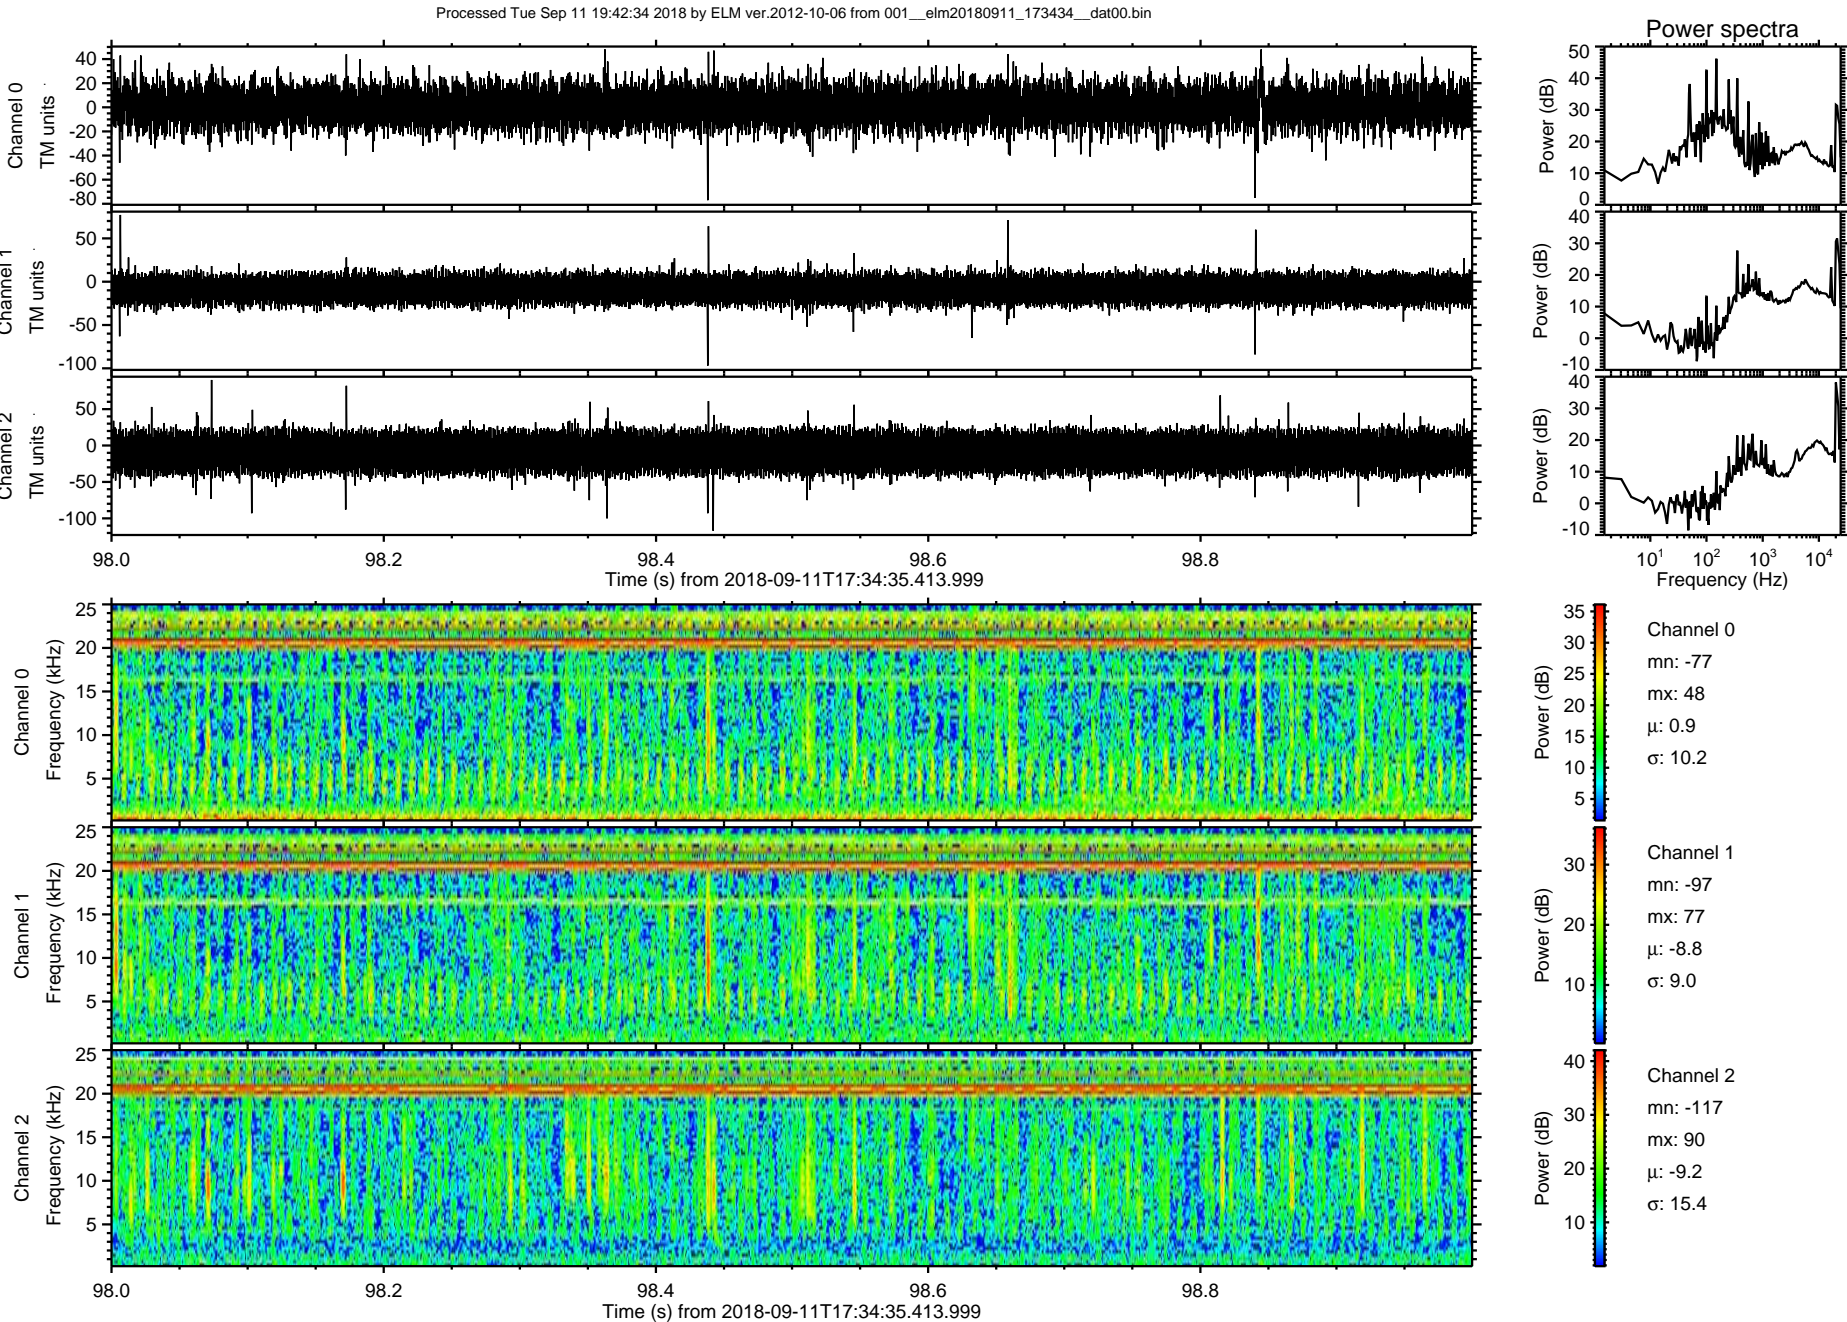 Processed Tue Sep 11 19:42:34 2018 by ELM ver.2012-10-06 from 001__elm20180911_173434__dat00.bin
Power spectra
Channel 0
TM units
40
20
0
-20
-40
-60
-80
Power (dB)
50
40
30
20
10
0
Channel 1
TM units
50
0
-50
-100
Power (dB)
40
30
20
10
0
-10
Channel 2
TM units
50
0
-50
-100
Power (dB)
40
30
20
10
0
-10
98.0 98.2 98.4 98.6 98.8
Time (s) from 2018-09-11T17:34:35.413.999
10¹ 10² 10³ 10⁴
Frequency (Hz)
Channel 0
Frequency (kHz)
25
20
15
10
5
Power (dB)
35
30
25
20
15
10
5
Channel 0
mn: -77
mx: 48
μ: 0.9
σ: 10.2
Channel 1
Frequency (kHz)
25
20
15
10
5
Power (dB)
30
20
10
Channel 1
mn: -97
mx: 77
μ: -8.8
σ: 9.0
Channel 2
Frequency (kHz)
25
20
15
10
5
Power (dB)
40
30
20
10
Channel 2
mn: -117
mx: 90
μ: -9.2
σ: 15.4
98.0 98.2 98.4 98.6 98.8
Time (s) from 2018-09-11T17:34:35.413.999